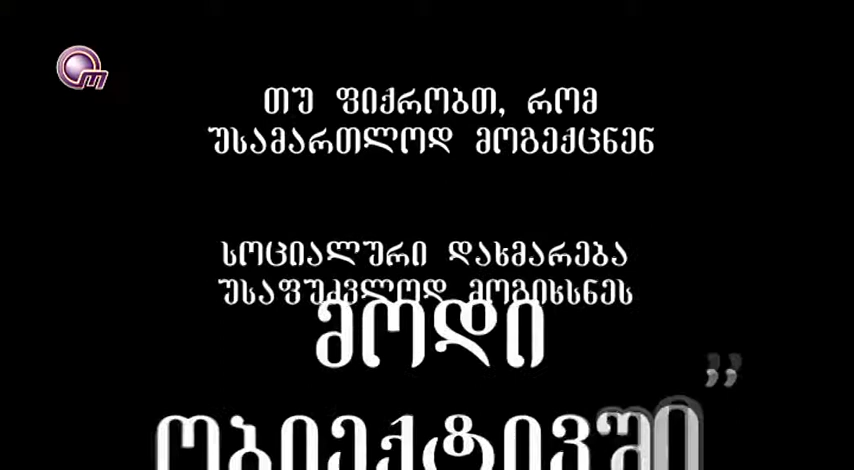 თუ ფიქრობთ, რომ
უსამართლოდ მოგექცნენ
სოციალური დახმარება
უსაფუძვლოდ მოგიხსნეს
მოდი
ობიექტივში”